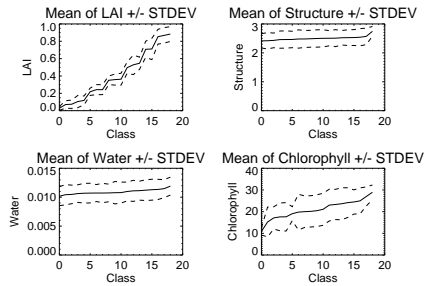 Mean of LAI +/- STDEV
1.0
0.8
0.6
0.4
0.2
0.0
LAI
0 5 10 15 20
Class
Mean of Structure +/- STDEV
3
2
1
0
Structure
0 5 10 15 20
Class
Mean of Water +/- STDEV
0.015
0.010
0.005
0.000
Water
0 5 10 15 20
Class
Mean of Chlorophyll +/- STDEV
40
30
20
10
0
Chlorophyll
0 5 10 15 20
Class